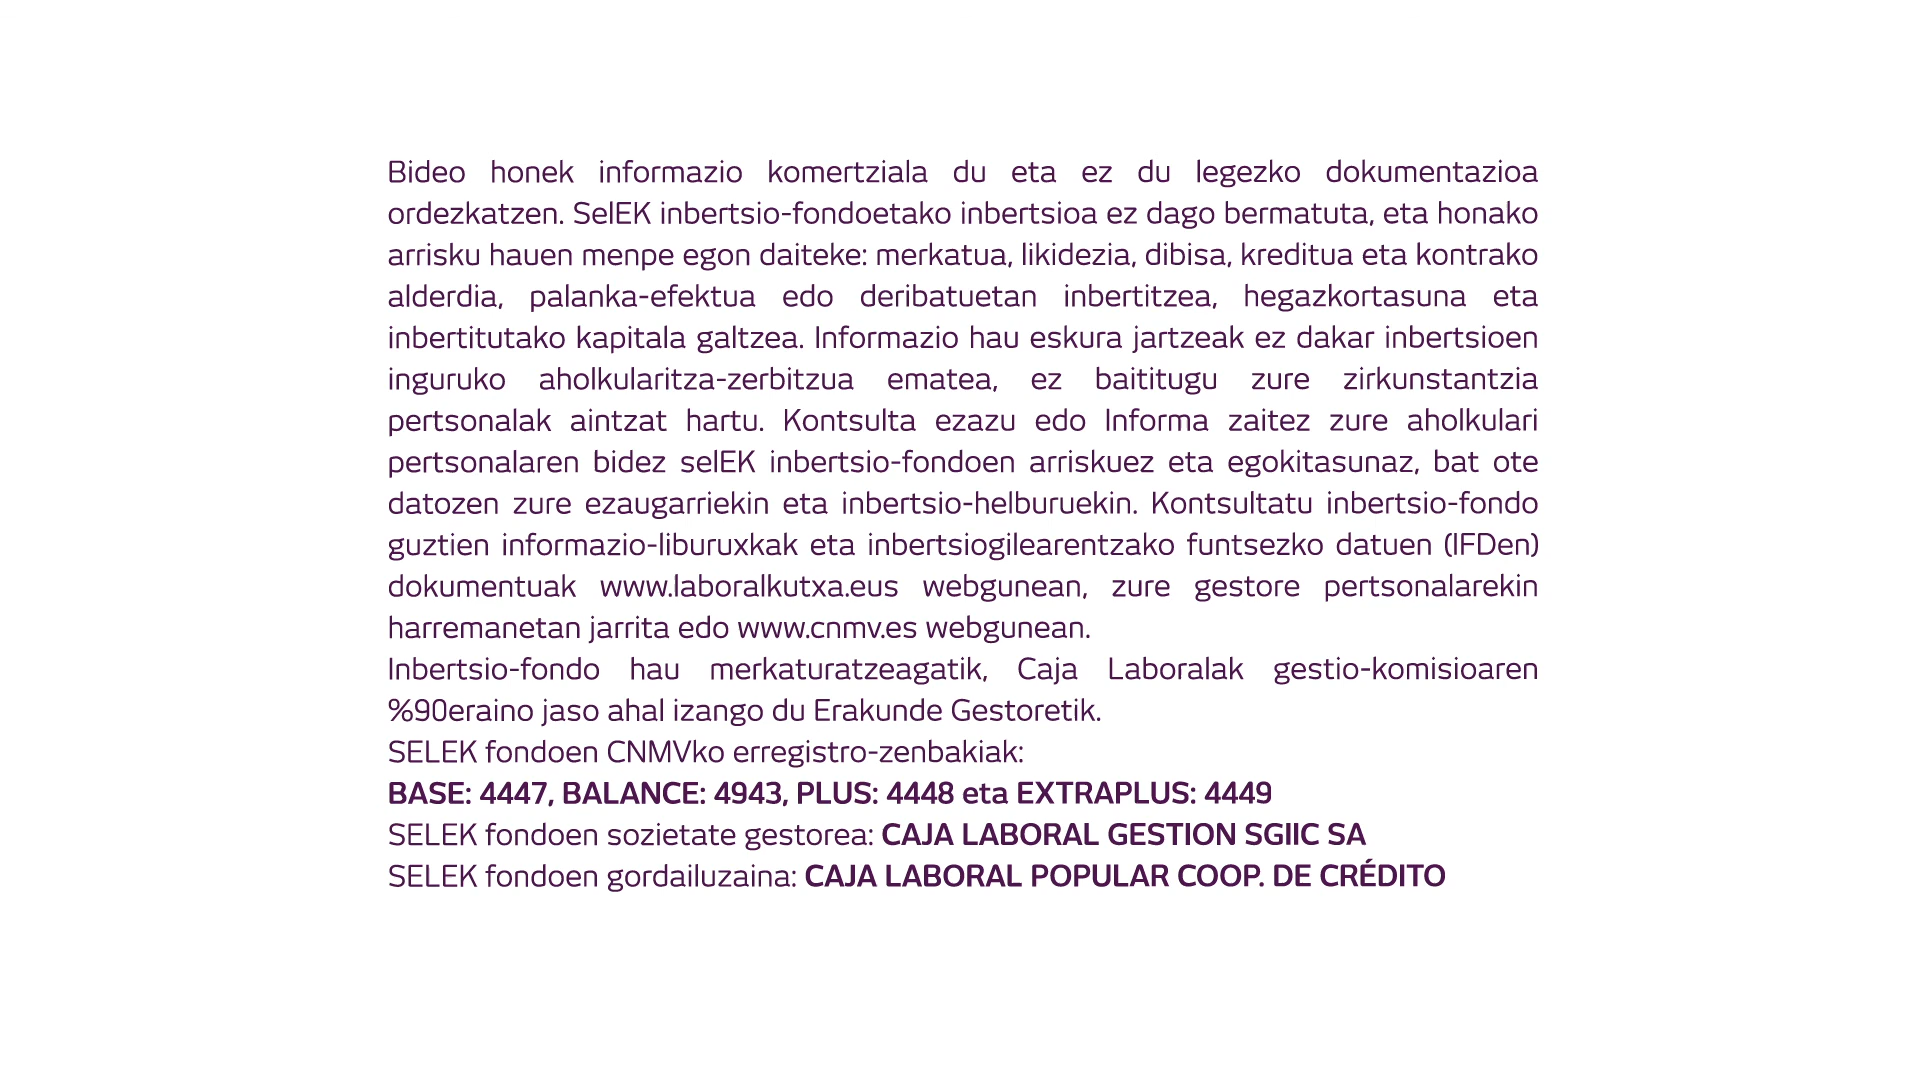 Bideo honek informazio komertziala du eta ez du legezko dokumentazioa
ordezkatzen. SelEK inbertsio-fondoetako inbertsioa ez dago bermatuta, eta honako
arrisku hauen menpe egon daiteke: merkatua, likidezia, dibisa, kreditua eta kontrako
alderdia, palanka-efektua edo deribatuetan inbertitzea, hegazkortasuna eta
inbertitutako kapitala galtzea. Informazio hau eskura jartzeak ez dakar inbertsioen
inguruko aholkularitza-zerbitzua ematea, ez baititugu zure zirkunstantzia
pertsonalak aintzat hartu. Kontsulta ezazu edo Informa zaitez zure aholkulari
pertsonalaren bidez selEK inbertsio-fondoen arriskuez eta egokitasunaz, bat ote
datozen zure ezaugarriekin eta inbertsio-helburuekin. Kontsultatu inbertsio-fondo
guztien informazio-liburuxkak eta inbertsiogilearentzako funtsezko datuen (IFDen)
dokumentuak www.laboralkutxa.eus webgunean, zure gestore pertsonalarekin
harremanetan jarrita edo www.cnmv.es webgunean.
Inbertsio-fondo hau merkaturatzeagatik, Caja Laboralak gestio-komisioaren
%90eraino jaso ahal izango du Erakunde Gestoretik.
SELEK fondoen CNMVko erregistro-zenbakiak:
BASE: 4447, BALANCE: 4943, PLUS: 4448 eta EXTRAPLUS: 4449
SELEK fondoen sozietate gestorea: CAJA LABORAL GESTION SGIIC SA
SELEK fondoen gordailuzaina: CAJA LABORAL POPULAR COOP. DE CRÉDITO